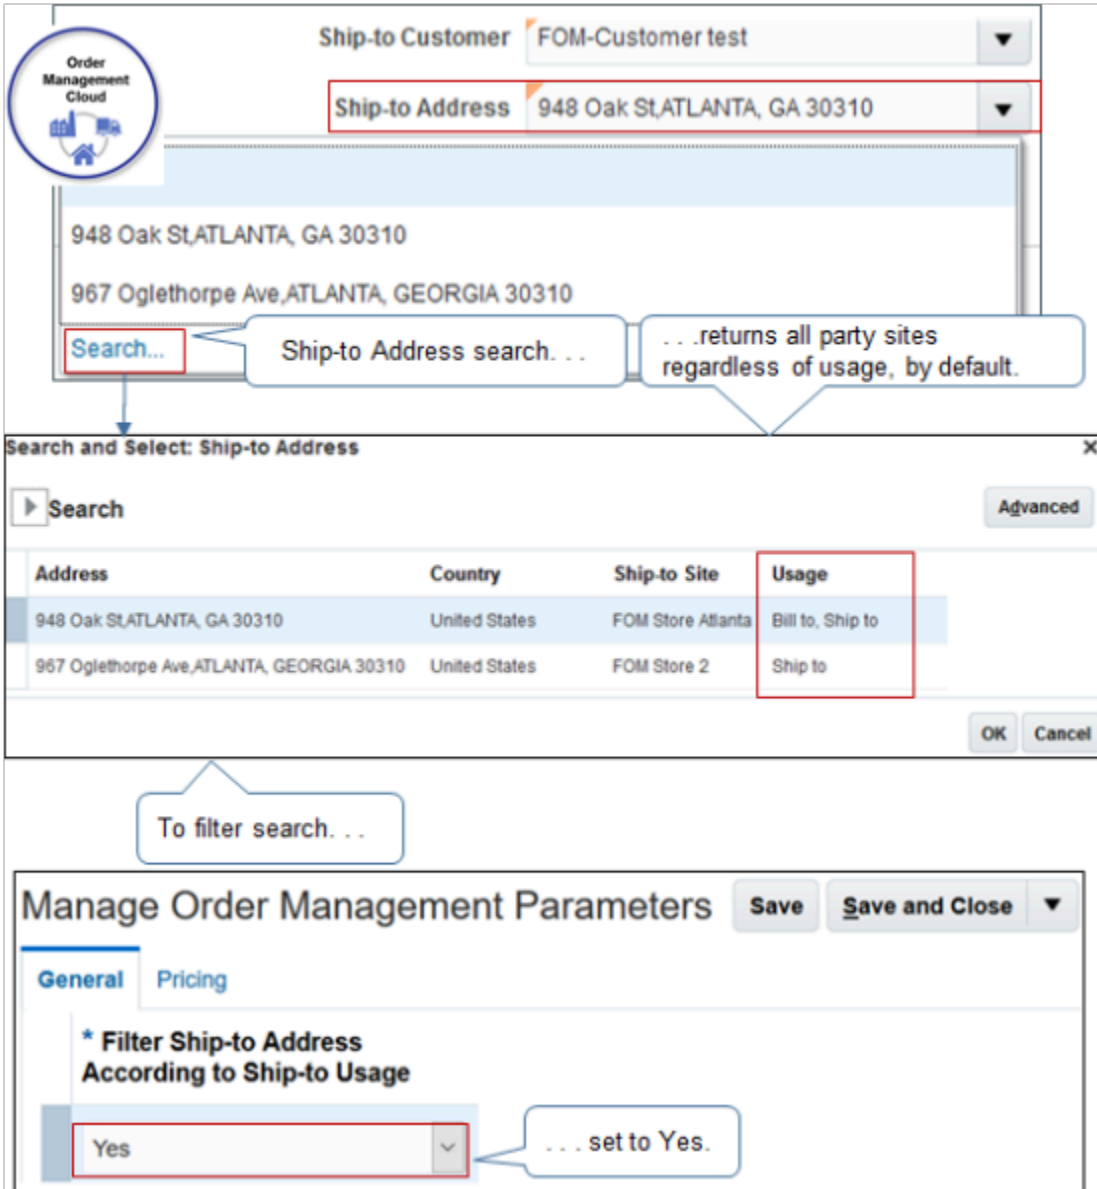 Order
Management
Cloud
Ship-to Customer FOM-Customer test
Ship-to Address 948 Oak St,ATLANTA, GA 30310
948 Oak St,ATLANTA, GA 30310
967 Oglethorpe Ave,ATLANTA, GEORGIA 30310
Search...
Ship-to Address search. . .
. . .returns all party sites
regardless of usage, by default.
Search and Select: Ship-to Address
Search
Advanced
Address Country Ship-to Site Usage
948 Oak St,ATLANTA, GA 30310 United States FOM Store Atlanta Bill to, Ship to
967 Oglethorpe Ave,ATLANTA, GEORGIA 30310 United States FOM Store 2 Ship to
OK Cancel
To filter search. . .
Manage Order Management Parameters Save Save and Close
General Pricing
* Filter Ship-to Address
According to Ship-to Usage
Yes
. . . set to Yes.